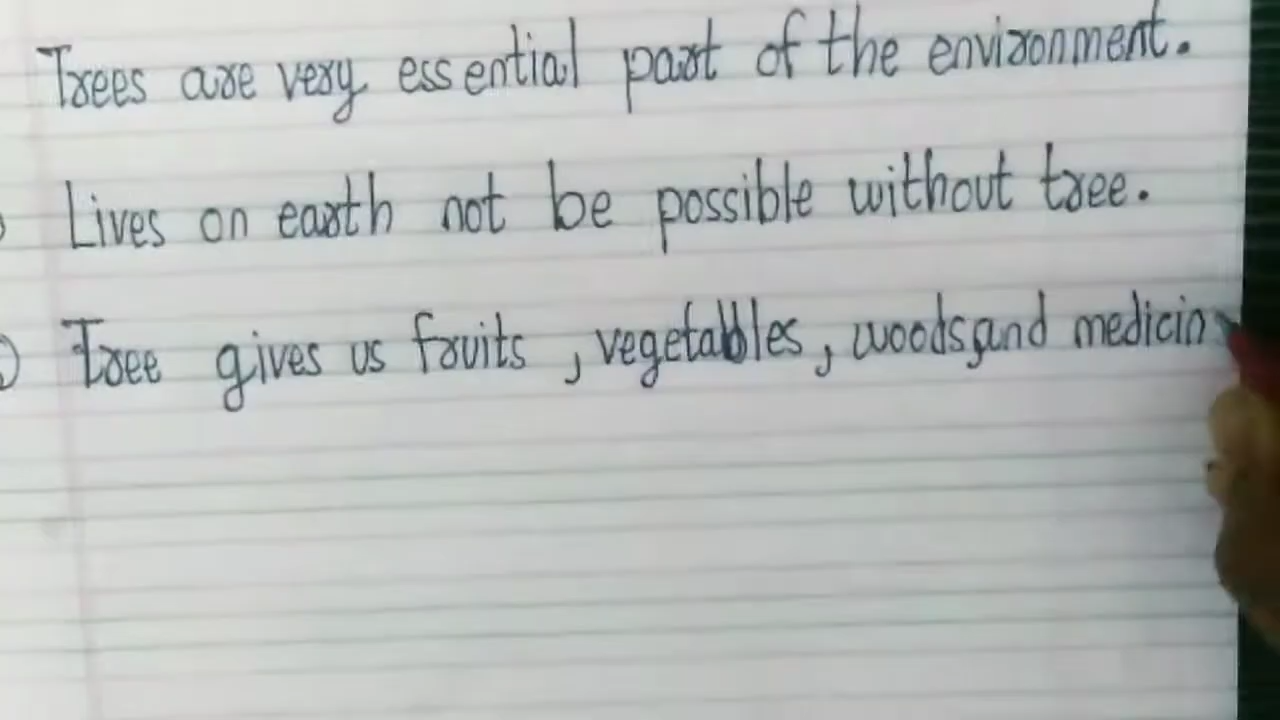 Trees are very essential part of the environment.
Lives on earth not be possible without tree.
Tree gives us fruits , vegetables, woods,and